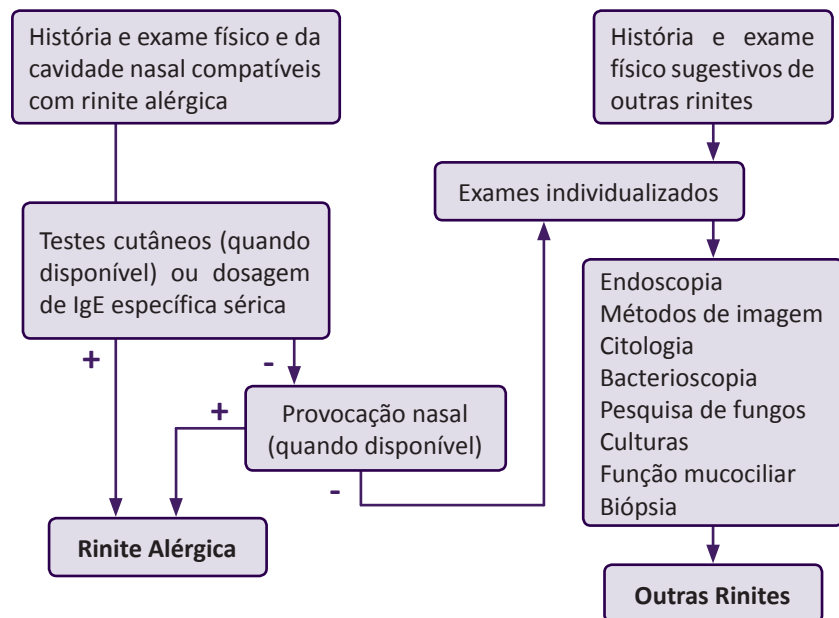 História e exame físico e da
cavidade nasal compatíveis
com rinite alérgica
História e exame
físico sugestivos de
outras rinites
Exames individualizados
Testes cutâneos (quando
disponível) ou dosagem
de IgE específica sérica
+
-
Endoscopia
Métodos de imagem
Citologia
Bacterioscopia
Pesquisa de fungos
Culturas
Função mucociliar
Biópsia
+
Provocação nasal
(quando disponível)
-
Rinite Alérgica
Outras Rinites